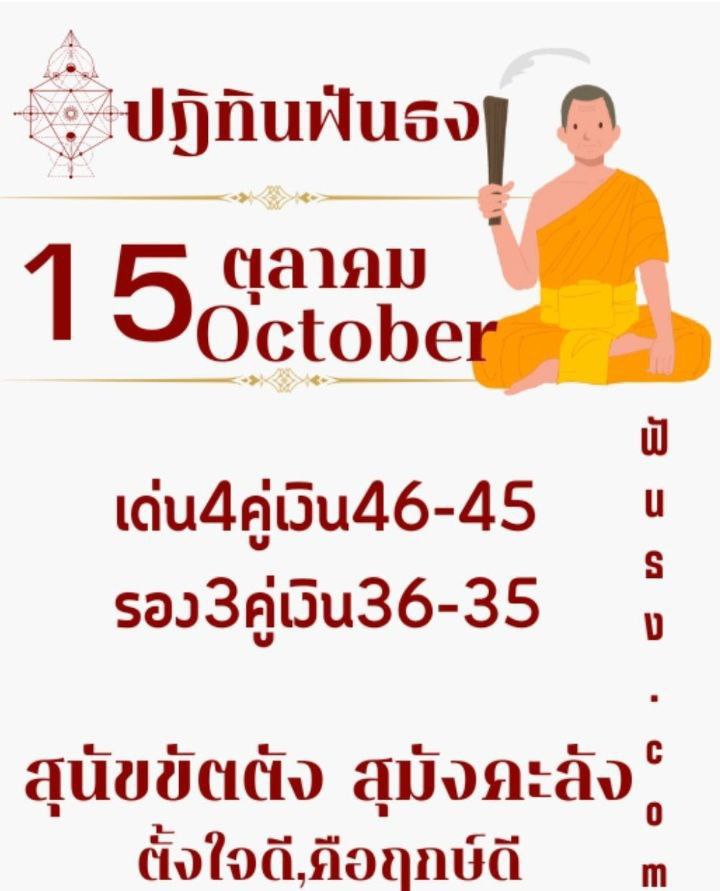 ปฏิทินฟันธง
15 ตุลาคม
October
เด่น4คู่เงิน46-45
รอง3คู่เงิน36-35
สุนัขขัตตัง สุมังคะลัง
ตั้งใจดี,คือฤกษ์ดี
ฟันธง.com